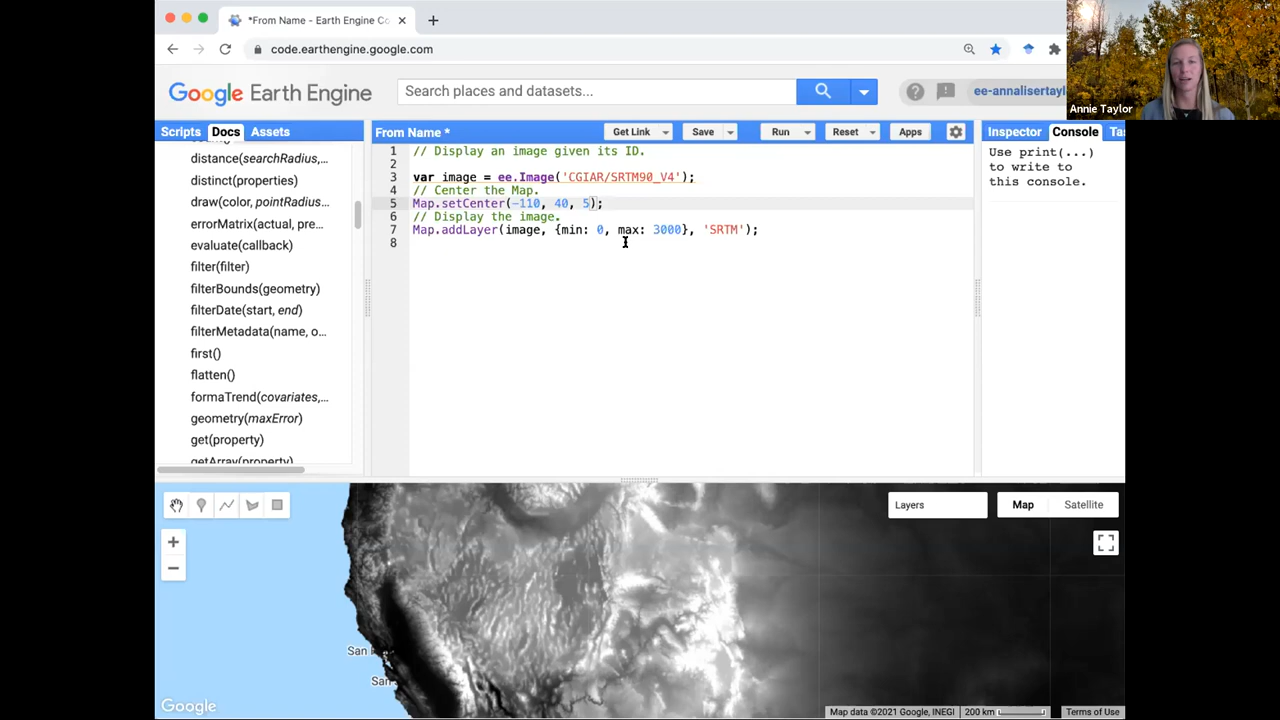 *From Name - Earth Engine Co
code.earthengine.google.com
Google Earth Engine
Search places and datasets...
ee-annalisertayl
Annie Taylor
Scripts Docs Assets
distance(searchRadius,...
distinct(properties)
draw(color, pointRadius...
errorMatrix(actual, pre...
evaluate(callback)
filter(filter)
filterBounds(geometry)
filterDate(start, end)
filterMetadata(name, o...
first()
flatten()
formaTrend(covariates,...
geometry(maxError)
get(property)
getArray(property)
From Name *
Get Link Save Run Reset Apps
1 // Display an image given its ID.
2
3 var image = ee.Image('CGIAR/SRTM90_V4');
4 // Center the Map.
5 Map.setCenter(-110, 40, 5);
6 // Display the image.
7 Map.addLayer(image, {min: 0, max: 3000}, 'SRTM');
8
Inspector Console Ta
Use print(...)
to write to
this console.
Layers
Map Satellite
San
San
Google
Map data ©2021 Google, INEGI 200 km Terms of Use